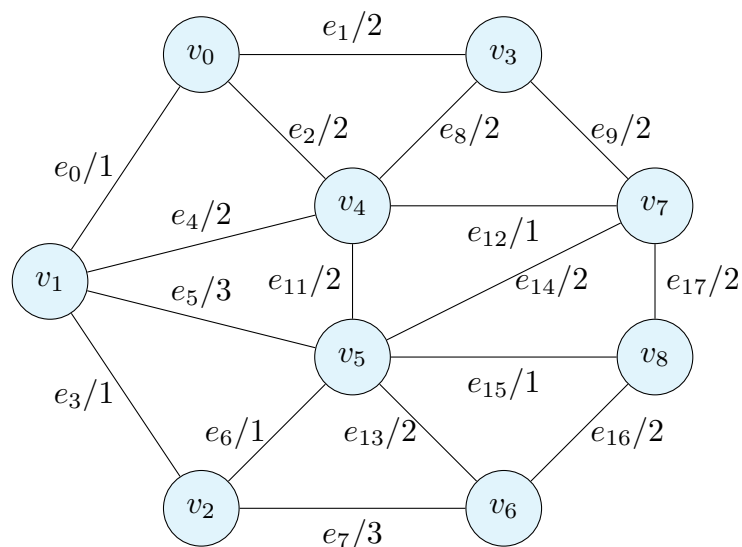 e₁/2
v₀
v₃
e₂/2
e₈/2
e₉/2
e₀/1
v₄
v₇
e₄/2
e₁₂/1
v₁
e₅/3
e₁₁/2
e₁₄/2
e₁₇/2
v₅
v₈
e₃/1
e₁₅/1
e₆/1
e₁₃/2
e₁₆/2
v₂
v₆
e₇/3